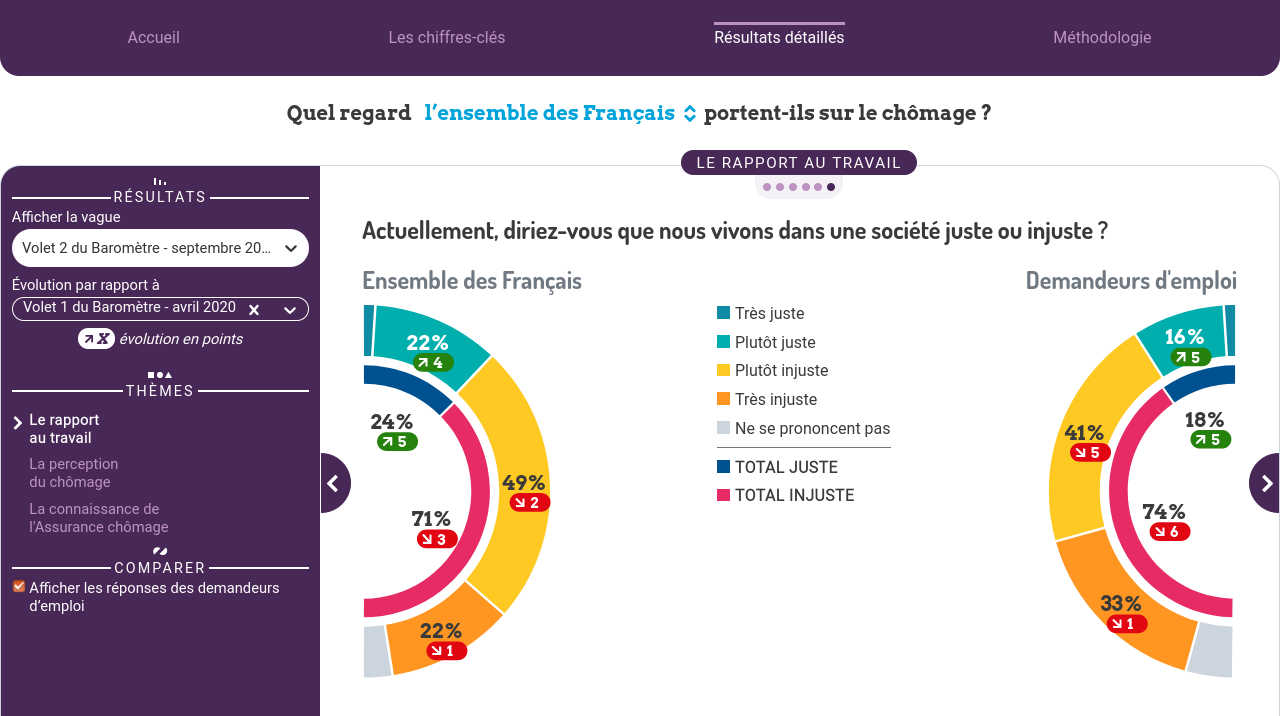 Accueil
Les chiffres-clés
Résultats détaillés
Méthodologie
Quel regard l’ensemble des Français portent-ils sur le chômage ?
LE RAPPORT AU TRAVAIL
RÉSULTATS
Afficher la vague
Volet 2 du Baromètre - septembre 20...
Évolution par rapport à
Volet 1 du Baromètre - avril 2020
X évolution en points
THÈMES
Le rapport
au travail
La perception
du chômage
La connaissance de
l'Assurance chômage
COMPARER
Afficher les réponses des demandeurs
d’emploi
Actuellement, diriez-vous que nous vivons dans une société juste ou injuste ?
Ensemble des Français
22%
4
24%
5
49%
2
71%
3
22%
1
Très juste
Plutôt juste
Plutôt injuste
Très injuste
Ne se prononcent pas
TOTAL JUSTE
TOTAL INJUSTE
Demandeurs d'emploi
16%
5
18%
5
41%
5
74%
6
33%
1